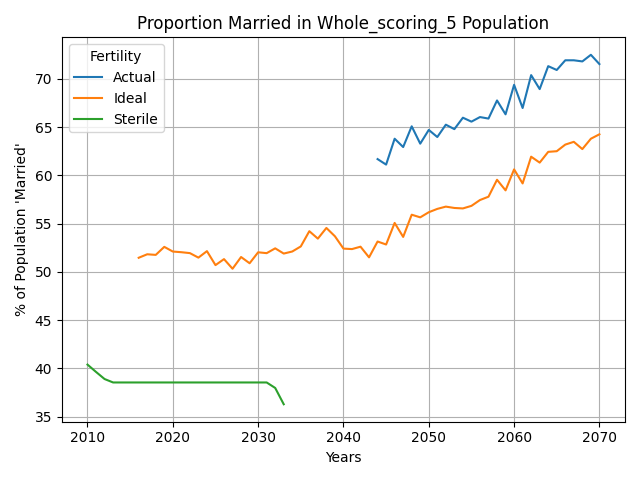 Proportion Married in Whole_scoring_5 Population
Fertility
Actual
Ideal
Sterile
% of Population 'Married'
70
65
60
55
50
45
40
35
2010 2020 2030 2040 2050 2060 2070
Years